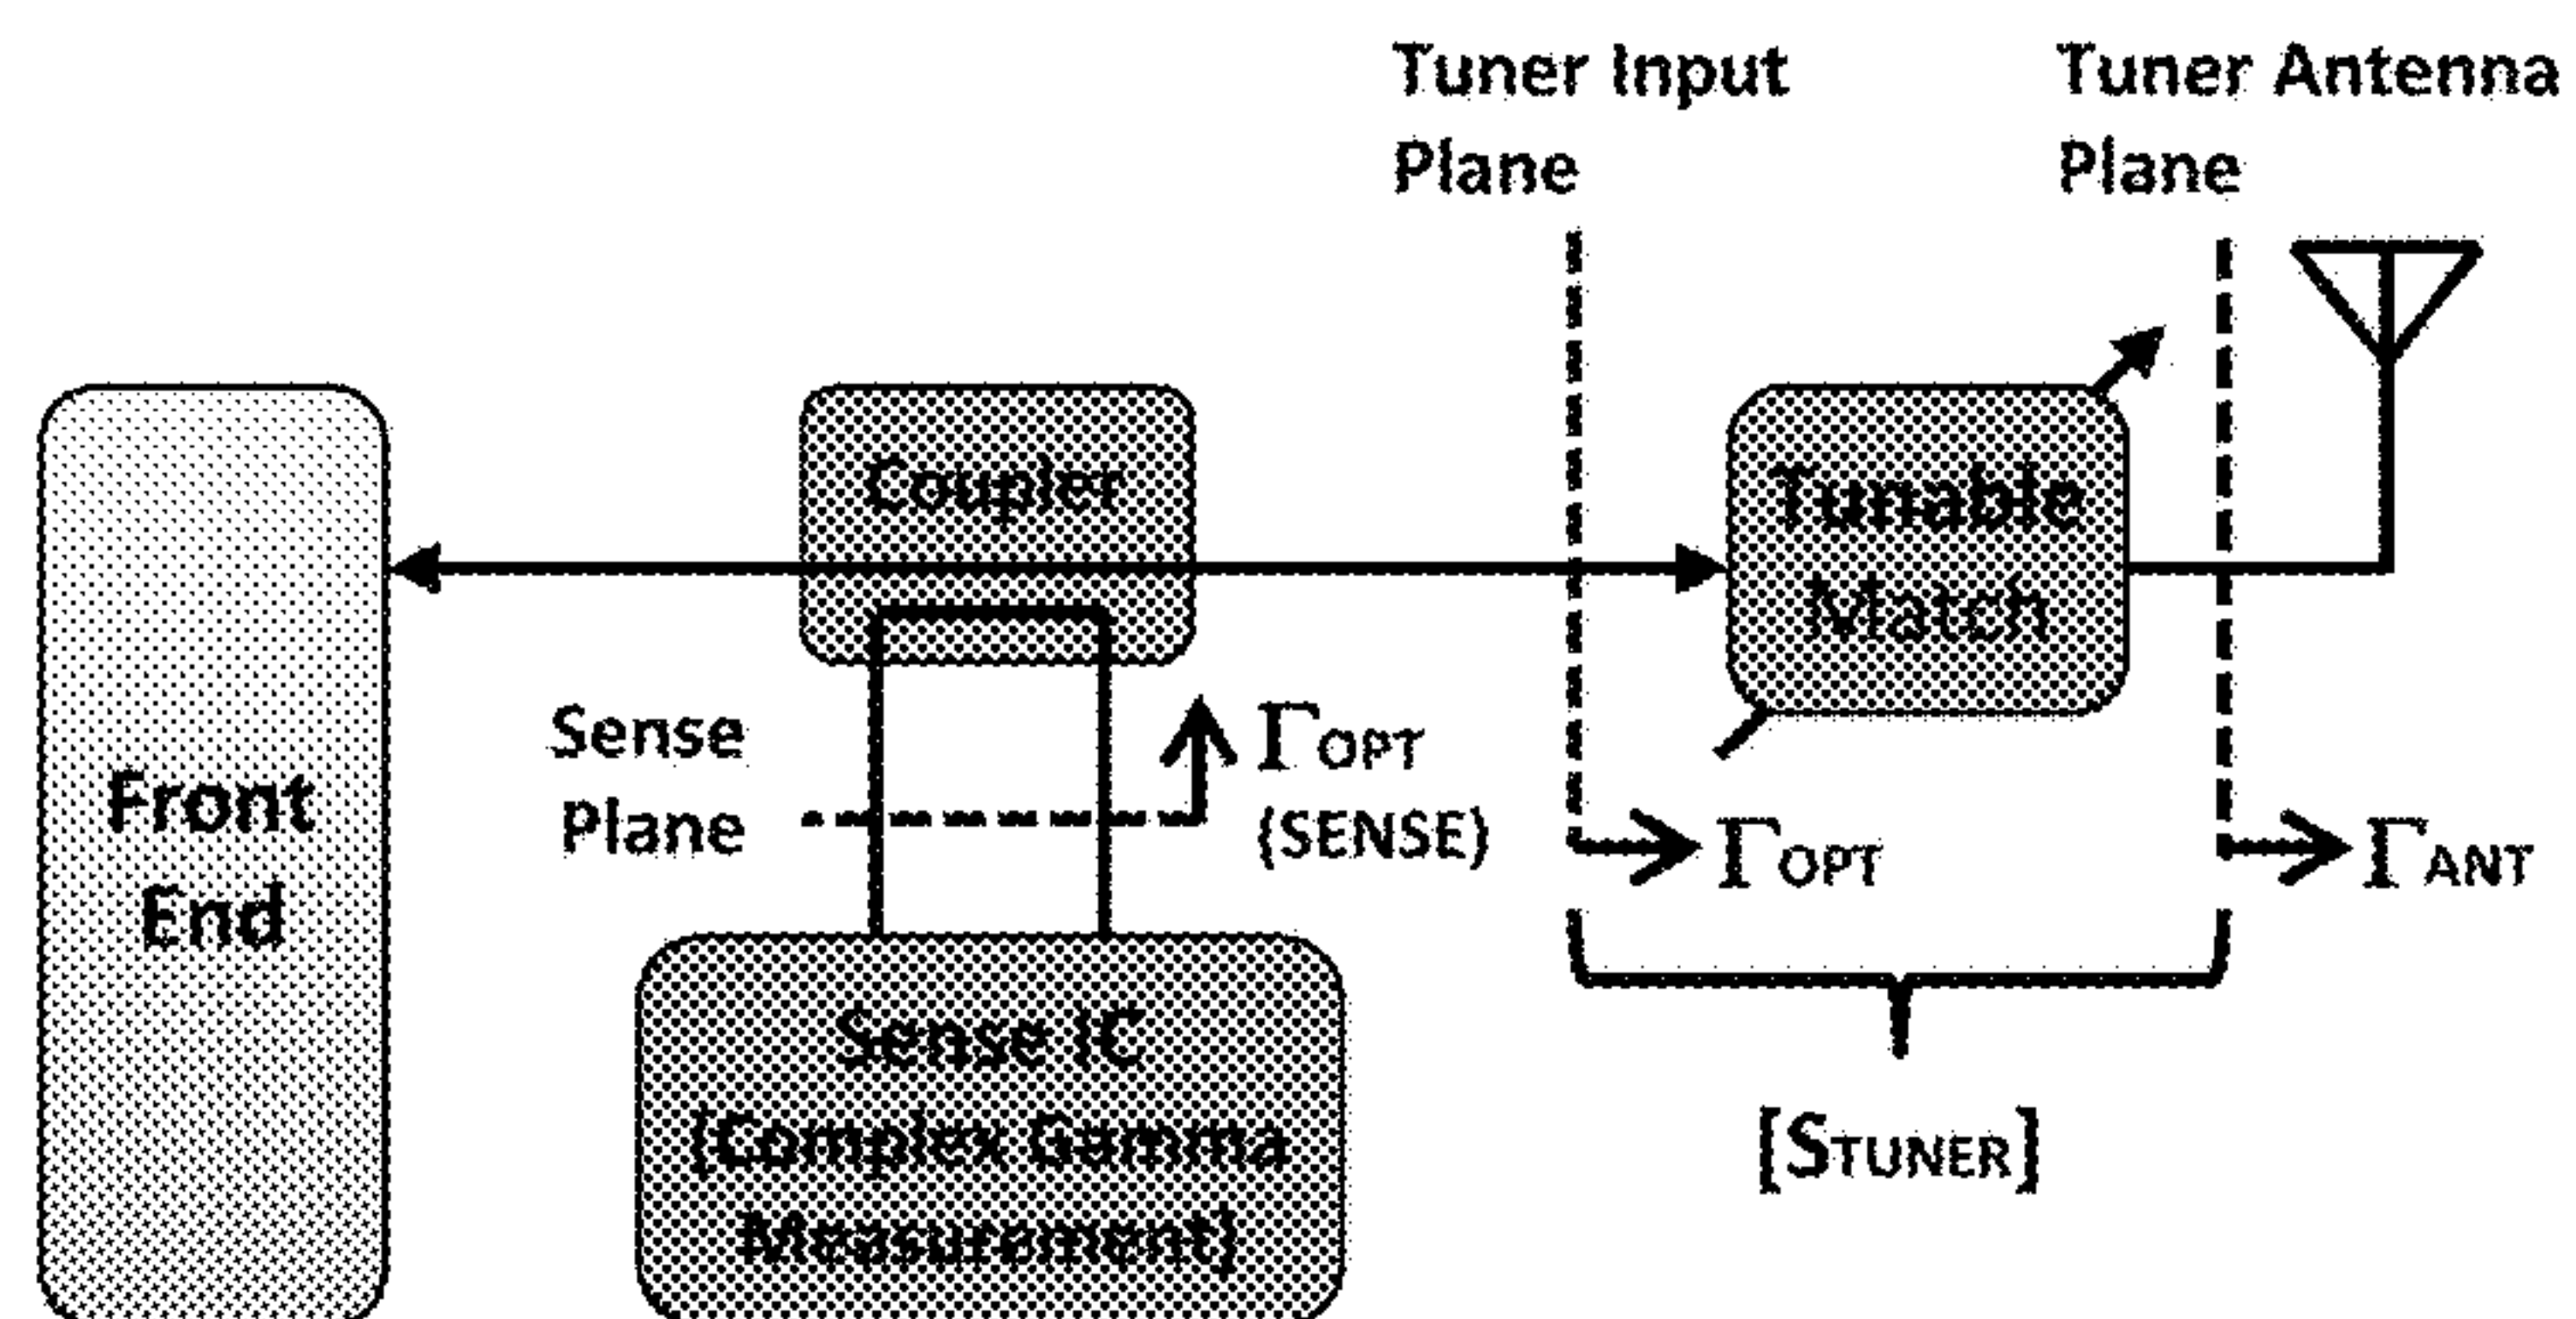 Tuner Input
Plane
Tuner Antenna
Plane
Coupler
Tunable
Match
Front
End
Sense
Plane
ΓOPT
(SENSE)
ΓOPT
ΓANT
Sense IC
(Complex Gamma
Measurement)
[STUNER]